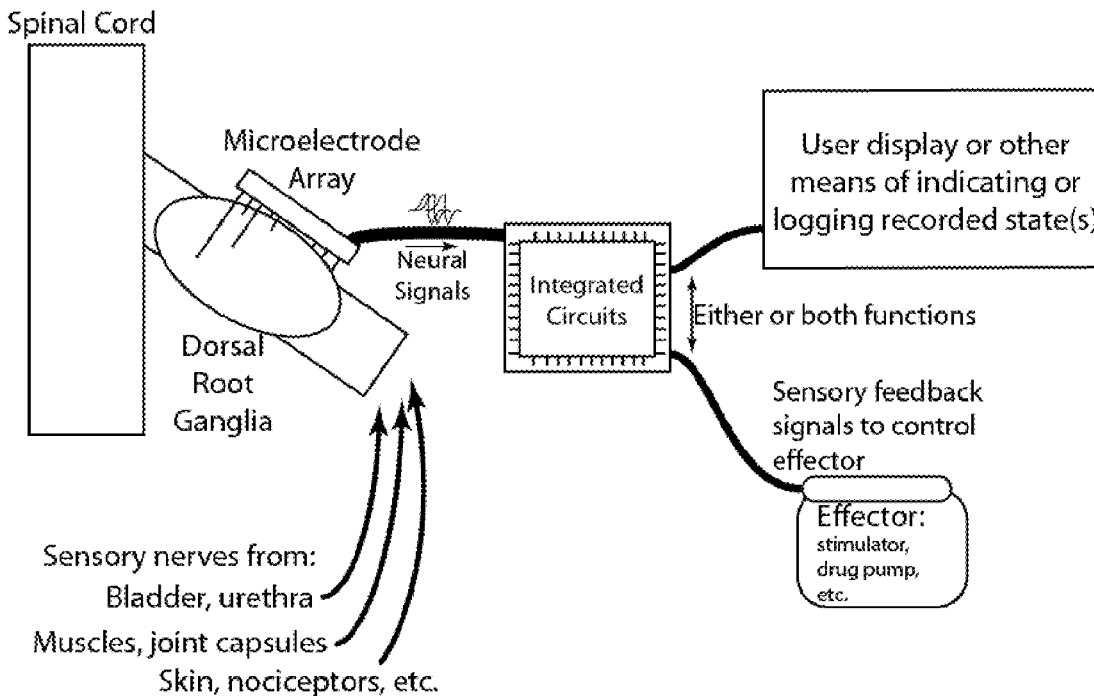 Spinal Cord
Microelectrode
Array
Neural
Signals
Dorsal
Root
Ganglia
Integrated
Circuits
User display or other
means of indicating or
logging recorded state(s)
Either or both functions
Sensory feedback
signals to control
effector
Effector:
stimulator,
drug pump,
etc.
Sensory nerves from:
Bladder, urethra
Muscles, joint capsules
Skin, nociceptors, etc.